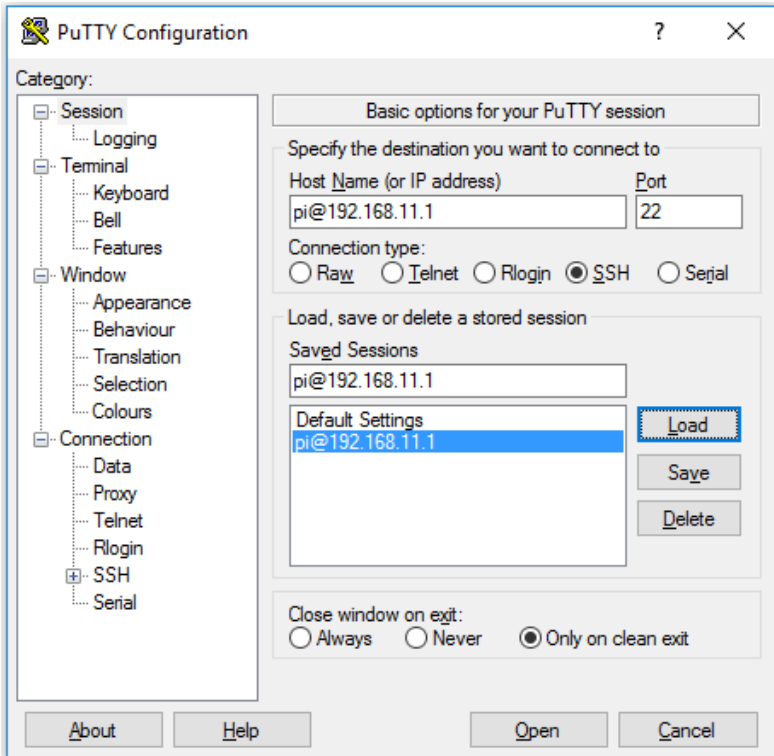 PuTTY Configuration
?
Category:
Session
Logging
Terminal
Keyboard
Bell
Features
Window
Appearance
Behaviour
Translation
Selection
Colours
Connection
Data
Proxy
Telnet
Rlogin
SSH
Serial
Basic options for your PuTTY session
Specify the destination you want to connect to
Host Name (or IP address) Port
pi@192.168.11.1 22
Connection type:
Raw Telnet Rlogin SSH Serial
Load, save or delete a stored session
Saved Sessions
pi@192.168.11.1
Default Settings
pi@192.168.11.1
Load
Save
Delete
Close window on exit:
Always Never Only on clean exit
About Help Open Cancel